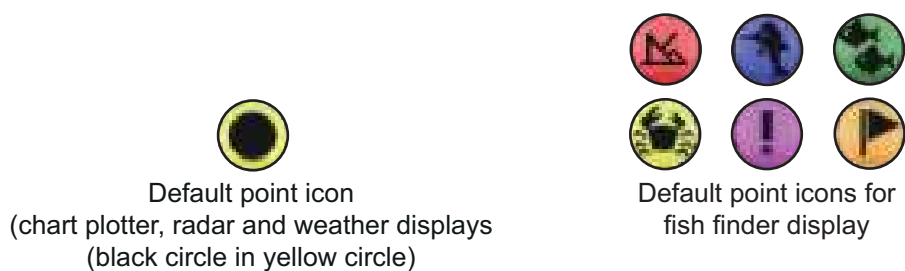 Default point icon
(chart plotter, radar and weather displays
(black circle in yellow circle)
Default point icons for
fish finder display